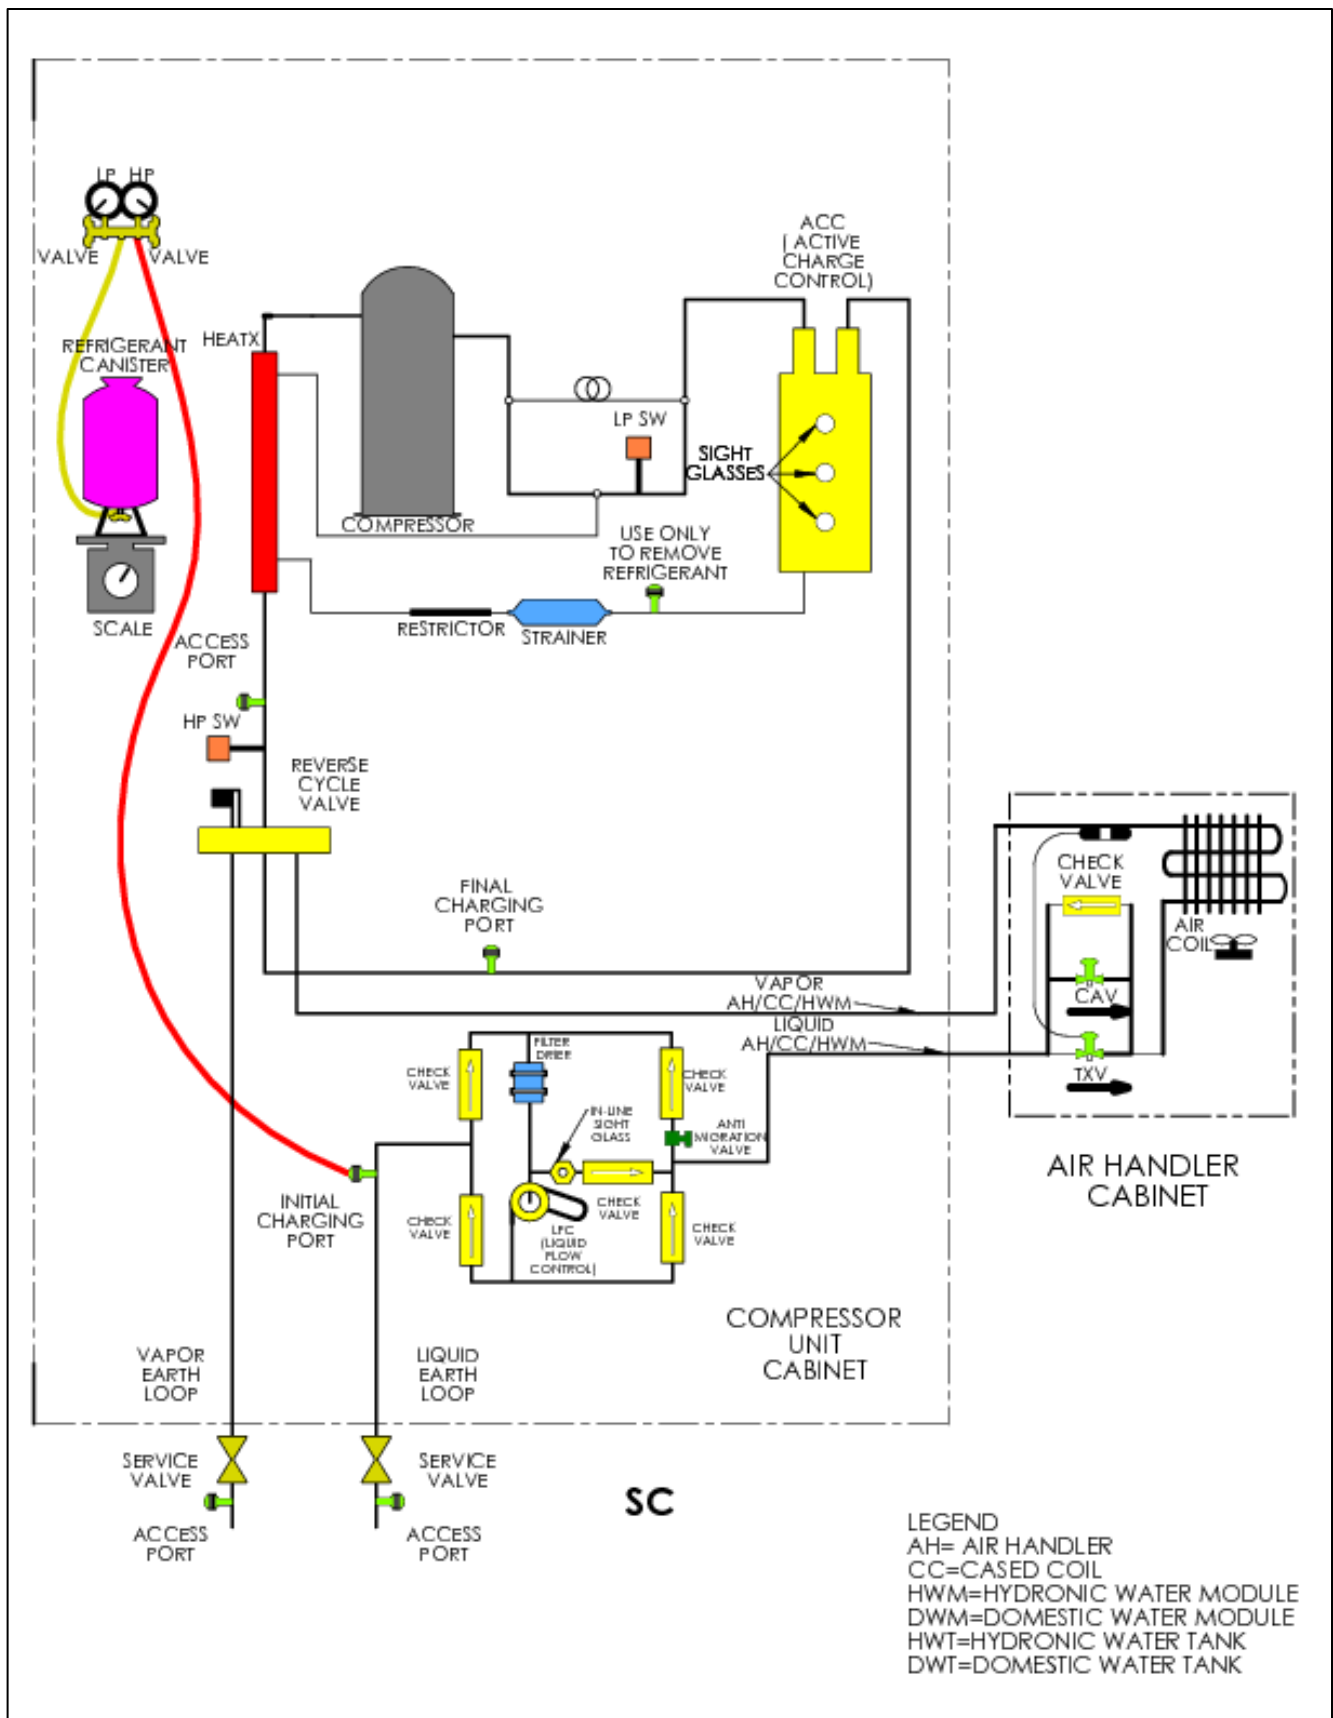 LP HP
VALVE VALVE
REFRIGERANT
CANISTER
SCALE
HEATX
COMPRESSOR
LP SW
ACC
( ACTIVE
CHARGE
CONTROL)
SIGHT
GLASSES
USE ONLY
TO REMOVE
REFRIGERANT
RESTRICTOR
STRAINER
ACCESS
PORT
HP SW
REVERSE
CYCLE
VALVE
FINAL
CHARGING
PORT
VAPOR
AH/CC/HWM
LIQUID
AH/CC/HWM
CHECK
VALVE
AIR
COIL
CAV
TXV
AIR HANDLER
CABINET
FILTER
DRIER
CHECK
VALVE
CHECK
VALVE
IN-LINE
SIGHT
GLASS
ANTI
MIGRATION
VALVE
CHECK
VALVE
CHECK
VALVE
CHECK
VALVE
LFC
(LIQUID
FLOW
CONTROL)
INITIAL
CHARGING
PORT
COMPRESSOR
UNIT
CABINET
VAPOR
EARTH
LOOP
LIQUID
EARTH
LOOP
SERVICE
VALVE
SERVICE
VALVE
ACCESS
PORT
ACCESS
PORT
SC
LEGEND
AH= AIR HANDLER
CC=CASED COIL
HWM=HYDRONIC WATER MODULE
DWM=DOMESTIC WATER MODULE
HWT=HYDRONIC WATER TANK
DWT=DOMESTIC WATER TANK